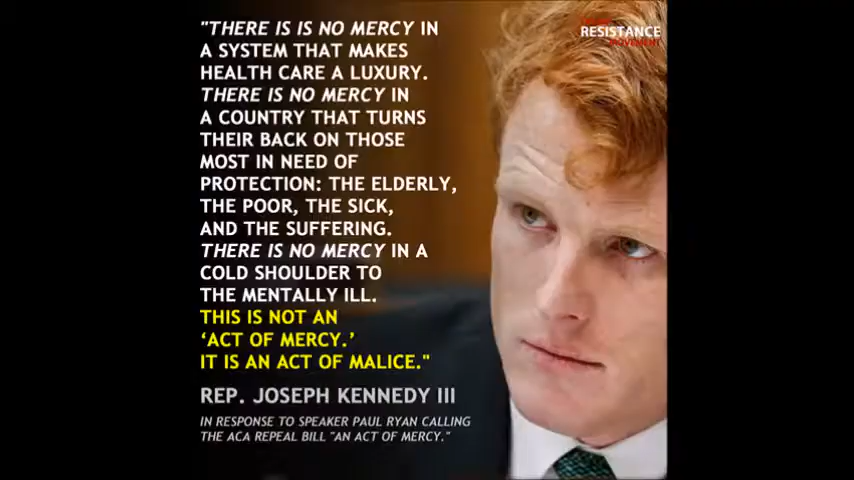 "THERE IS IS NO MERCY IN
A SYSTEM THAT MAKES
HEALTH CARE A LUXURY.
THERE IS NO MERCY IN
A COUNTRY THAT TURNS
THEIR BACK ON THOSE
MOST IN NEED OF
PROTECTION: THE ELDERLY,
THE POOR, THE SICK,
AND THE SUFFERING.
THERE IS NO MERCY IN A
COLD SHOULDER TO
THE MENTALLY ILL.
THIS IS NOT AN
‘ACT OF MERCY.’
IT IS AN ACT OF MALICE."
REP. JOSEPH KENNEDY III
IN RESPONSE TO SPEAKER PAUL RYAN CALLING
THE ACA REPEAL BILL "AN ACT OF MERCY."
RESISTANCE
MOVEMENT